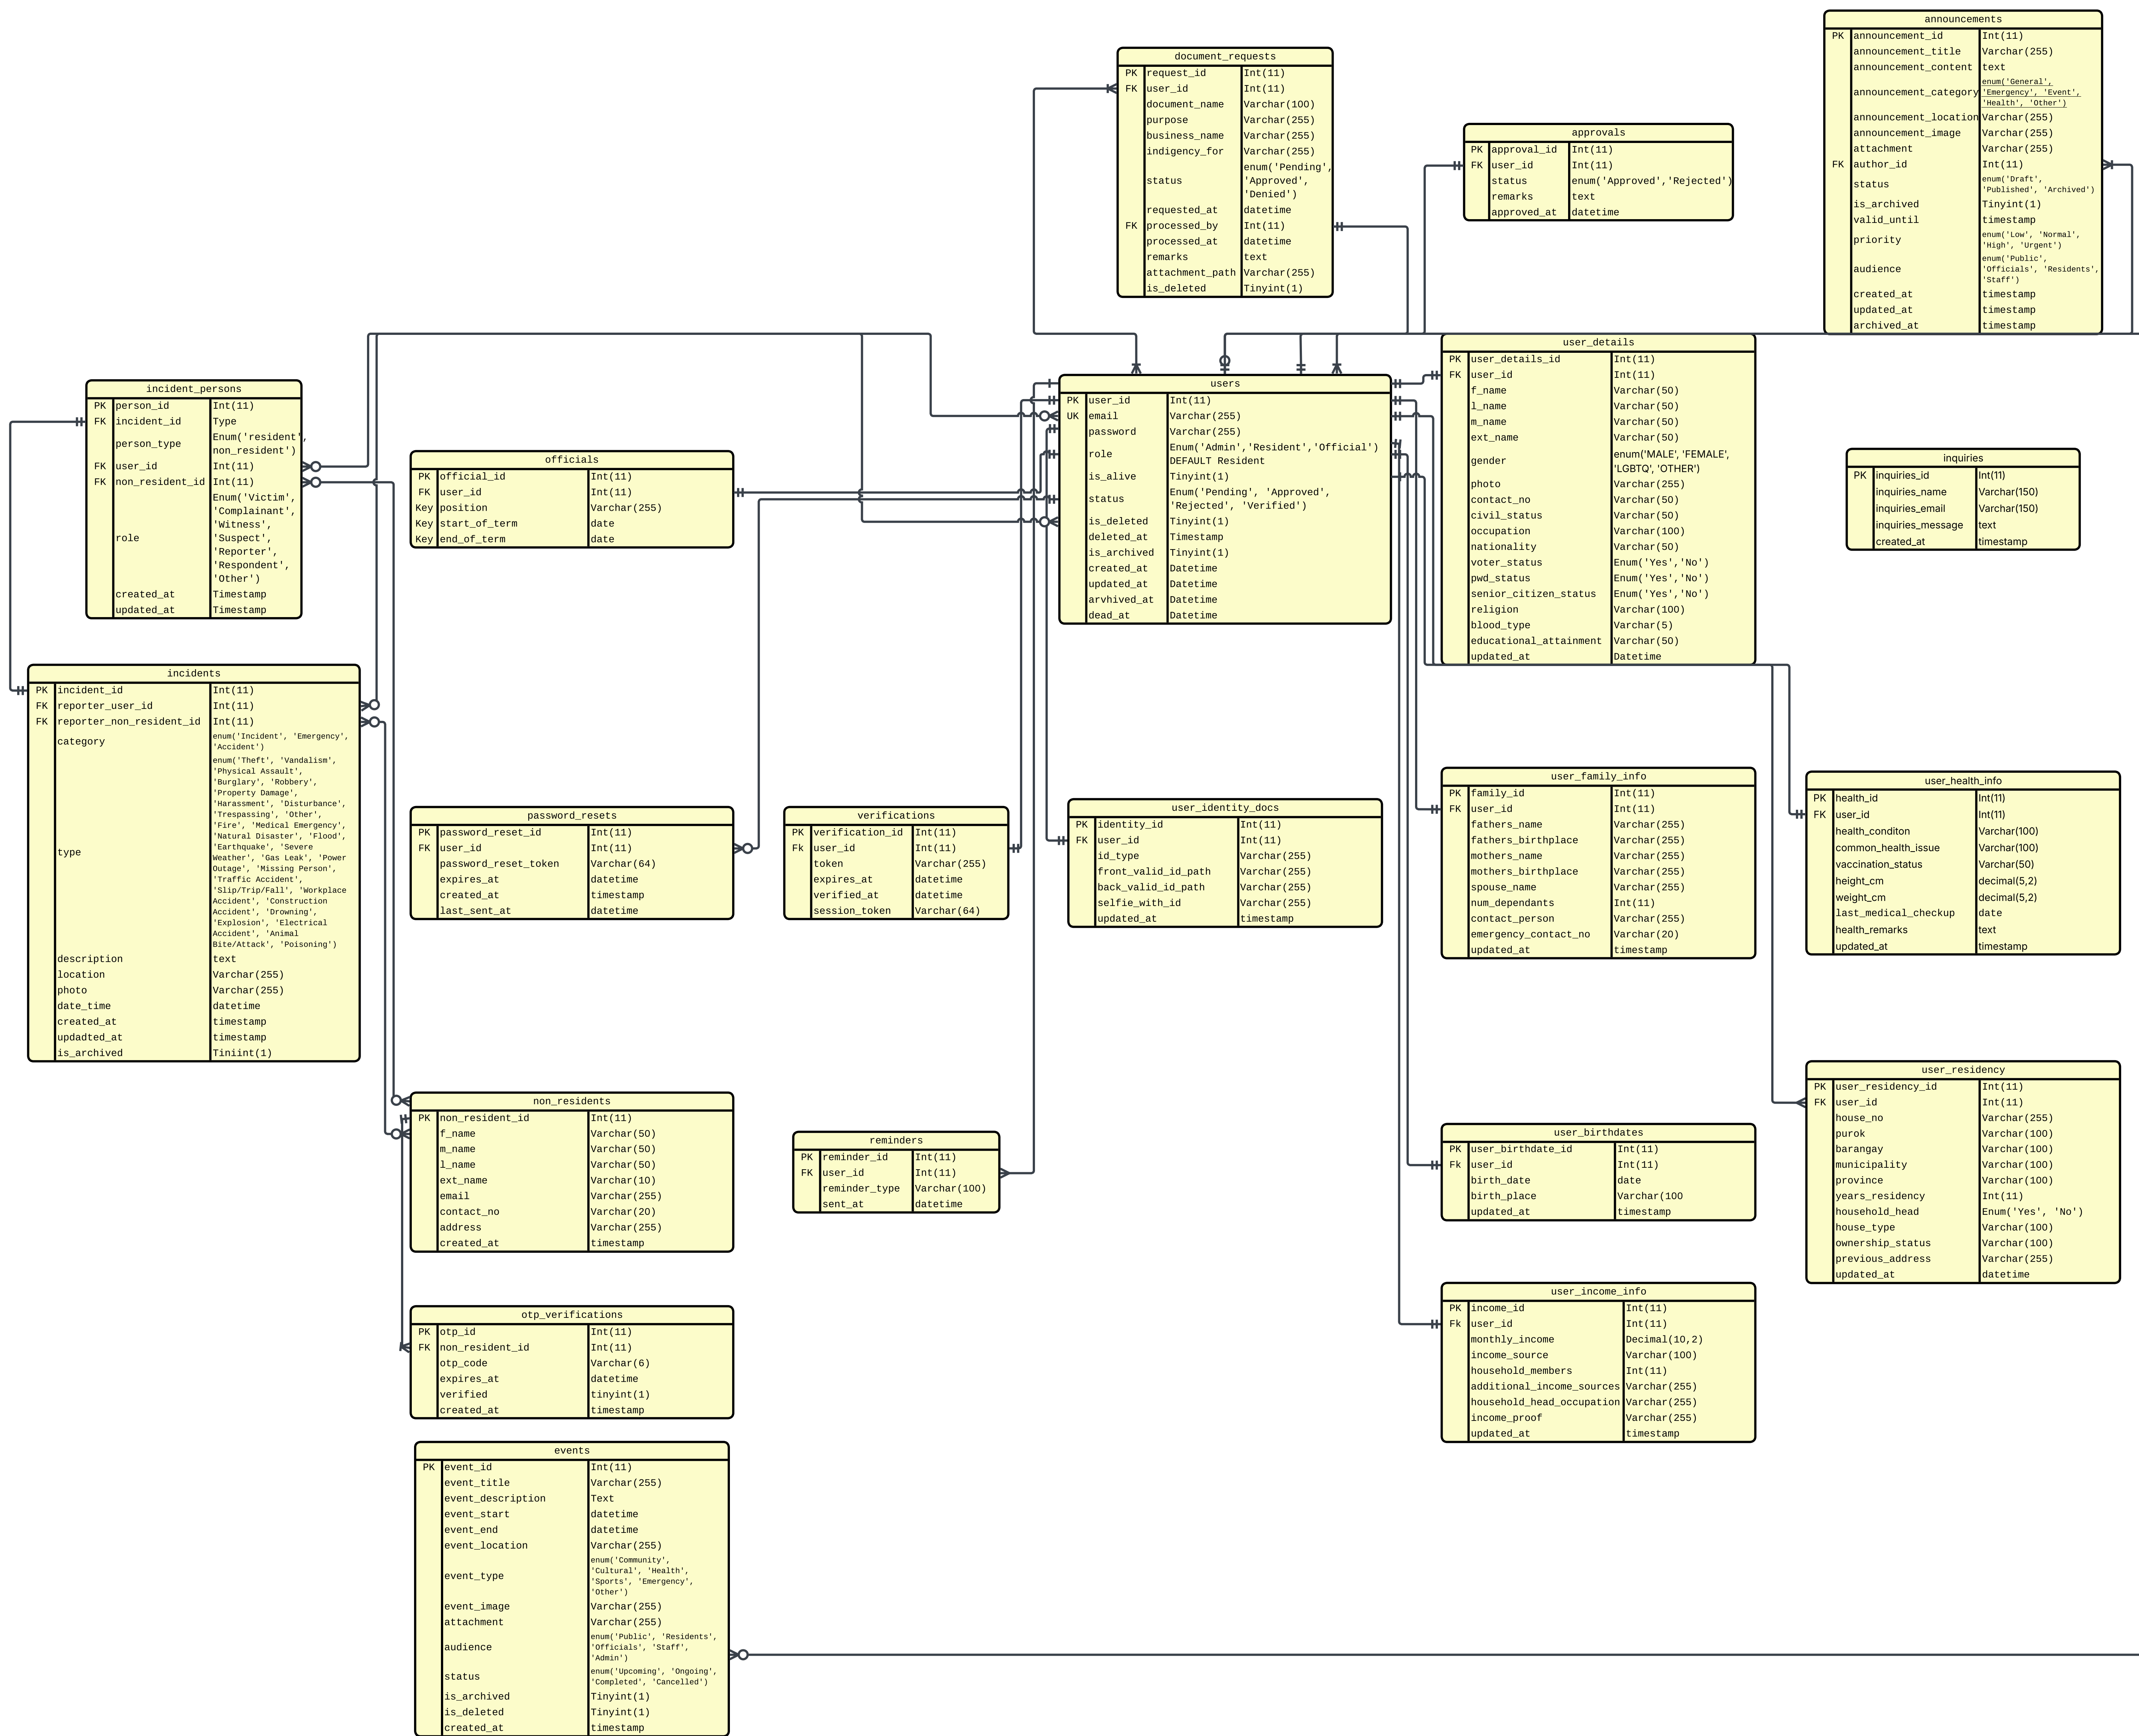 announcements
PK announcement_id Int(11)
announcement_title Varchar(255)
announcement_content text
announcement_category enum('General',
'Emergency', 'Event',
'Health', 'Other')
announcement_location Varchar(255)
announcement_image Varchar(255)
attachment Varchar(255)
FK author_id Int(11)
status enum('Draft',
'Published', 'Archived')
is_archived Tinyint(1)
valid_until timestamp
priority enum('Low', 'Normal',
'High', 'Urgent')
audience enum('Public',
'Officials', 'Residents',
'Staff')
created_at timestamp
updated_at timestamp
archived_at timestamp
document_requests
PK request_id Int(11)
FK user_id Int(11)
document_name Varchar(100)
purpose Varchar(255)
business_name Varchar(255)
indigency_for Varchar(255)
status enum('Pending',
'Approved',
'Denied')
requested_at datetime
FK processed_by Int(11)
processed_at datetime
remarks text
attachment_path Varchar(255)
is_deleted Tinyint(1)
approvals
PK approval_id Int(11)
FK user_id Int(11)
status enum('Approved','Rejected')
remarks text
approved_at datetime
incident_persons
PK person_id Int(11)
FK incident_id Type
person_type Enum('resident',
non_resident')
FK user_id Int(11)
FK non_resident_id Int(11)
role Enum('Victim',
'Complainant',
'Witness',
'Suspect',
'Reporter',
'Respondent',
'Other')
created_at Timestamp
updated_at Timestamp
officials
PK official_id Int(11)
FK user_id Int(11)
Key position Varchar(255)
Key start_of_term date
Key end_of_term date
users
PK user_id Int(11)
UK email Varchar(255)
password Varchar(255)
role Enum('Admin','Resident','Official')
DEFAULT Resident
is_alive Tinyint(1)
status Enum('Pending', 'Approved',
'Rejected', 'Verified')
is_deleted Tinyint(1)
deleted_at Timestamp
is_archived Tinyint(1)
created_at Datetime
updated_at Datetime
arvhived_at Datetime
dead_at Datetime
user_details
PK user_details_id Int(11)
FK user_id Int(11)
f_name Varchar(50)
l_name Varchar(50)
m_name Varchar(50)
ext_name Varchar(50)
gender enum('MALE', 'FEMALE',
'LGBTQ', 'OTHER')
photo Varchar(255)
contact_no Varchar(50)
civil_status Varchar(50)
occupation Varchar(100)
nationality Varchar(50)
voter_status Enum('Yes','No')
pwd_status Enum('Yes','No')
senior_citizen_status Enum('Yes','No')
religion Varchar(100)
blood_type Varchar(5)
educational_attainment Varchar(50)
updated_at Datetime
inquiries
PK inquiries_id Int(11)
inquiries_name Varchar(150)
inquiries_email Varchar(150)
inquiries_message text
created_at timestamp
incidents
PK incident_id Int(11)
FK reporter_user_id Int(11)
FK reporter_non_resident_id Int(11)
category enum('Incident', 'Emergency',
'Accident')
type enum('Theft', 'Vandalism',
'Physical Assault',
'Burglary', 'Robbery',
'Property Damage',
'Harassment', 'Disturbance',
'Trespassing', 'Other',
'Fire', 'Medical Emergency',
'Natural Disaster', 'Flood',
'Earthquake', 'Severe
Weather', 'Gas Leak', 'Power
Outage', 'Missing Person',
'Traffic Accident',
'Slip/Trip/Fall', 'Workplace
Accident', 'Construction
Accident', 'Drowning',
'Explosion', 'Electrical
Accident', 'Animal
Bite/Attack', 'Poisoning')
description text
location Varchar(255)
photo Varchar(255)
date_time datetime
created_at timestamp
updadted_at timestamp
is_archived Tiniint(1)
password_resets
PK password_reset_id Int(11)
FK user_id Int(11)
password_reset_token Varchar(64)
expires_at datetime
created_at timestamp
last_sent_at datetime
verifications
PK verification_id Int(11)
Fk user_id Int(11)
token Varchar(255)
expires_at datetime
verified_at datetime
session_token Varchar(64)
user_identity_docs
PK identity_id Int(11)
FK user_id Int(11)
id_type Varchar(255)
front_valid_id_path Varchar(255)
back_valid_id_path Varchar(255)
selfie_with_id Varchar(255)
updated_at timestamp
user_family_info
PK family_id Int(11)
FK user_id Int(11)
fathers_name Varchar(255)
fathers_birthplace Varchar(255)
mothers_name Varchar(255)
mothers_birthplace Varchar(255)
spouse_name Varchar(255)
num_dependants Int(11)
contact_person Varchar(255)
emergency_contact_no Varchar(20)
updated_at timestamp
user_health_info
PK health_id Int(11)
FK user_id Int(11)
health_conditon Varchar(100)
common_health_issue Varchar(100)
vaccination_status Varchar(50)
height_cm decimal(5,2)
weight_cm decimal(5,2)
last_medical_checkup date
health_remarks text
updated_at timestamp
non_residents
PK non_resident_id Int(11)
f_name Varchar(50)
m_name Varchar(50)
l_name Varchar(50)
ext_name Varchar(10)
email Varchar(255)
contact_no Varchar(20)
address Varchar(255)
created_at timestamp
reminders
PK reminder_id Int(11)
FK user_id Int(11)
reminder_type Varchar(100)
sent_at datetime
user_birthdates
PK user_birthdate_id Int(11)
Fk user_id Int(11)
birth_date date
birth_place Varchar(100
updated_at timestamp
user_residency
PK user_residency_id Int(11)
FK user_id Int(11)
house_no Varchar(255)
purok Varchar(100)
barangay Varchar(100)
municipality Varchar(100)
province Varchar(100)
years_residency Int(11)
household_head Enum('Yes', 'No')
house_type Varchar(100)
ownership_status Varchar(100)
previous_address Varchar(255)
updated_at datetime
otp_verifications
PK otp_id Int(11)
FK non_resident_id Int(11)
otp_code Varchar(6)
expires_at datetime
verified tinyint(1)
created_at timestamp
user_income_info
PK income_id Int(11)
Fk user_id Int(11)
monthly_income Decimal(10,2)
income_source Varchar(100)
household_members Int(11)
additional_income_sources Varchar(255)
household_head_occupation Varchar(255)
income_proof Varchar(255)
updated_at timestamp
events
PK event_id Int(11)
event_title Varchar(255)
event_description Text
event_start datetime
event_end datetime
event_location Varchar(255)
event_type enum('Community',
'Cultural', 'Health',
'Sports', 'Emergency',
'Other')
event_image Varchar(255)
attachment Varchar(255)
audience enum('Public', 'Residents',
'Officials', 'Staff',
'Admin')
status enum('Upcoming', 'Ongoing',
'Completed', 'Cancelled')
is_archived Tinyint(1)
is_deleted Tinyint(1)
created_at timestamp